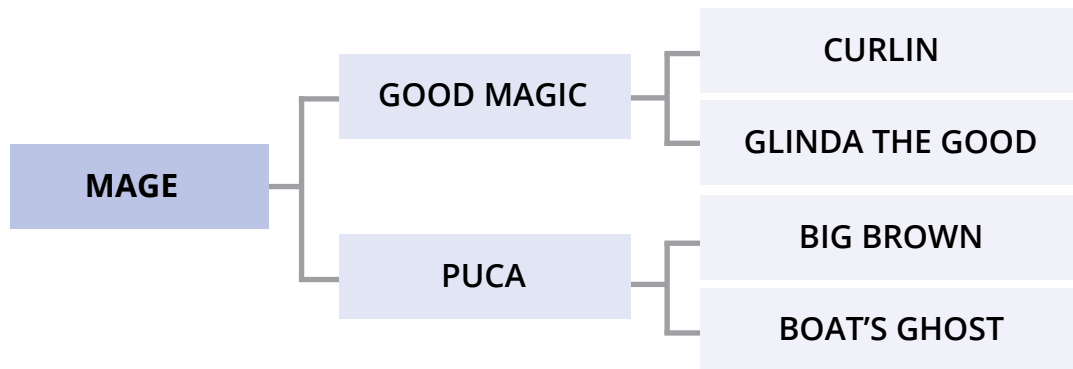 MAGE
GOOD MAGIC
PUCA
CURLIN
GLINDA THE GOOD
BIG BROWN
BOAT’S GHOST